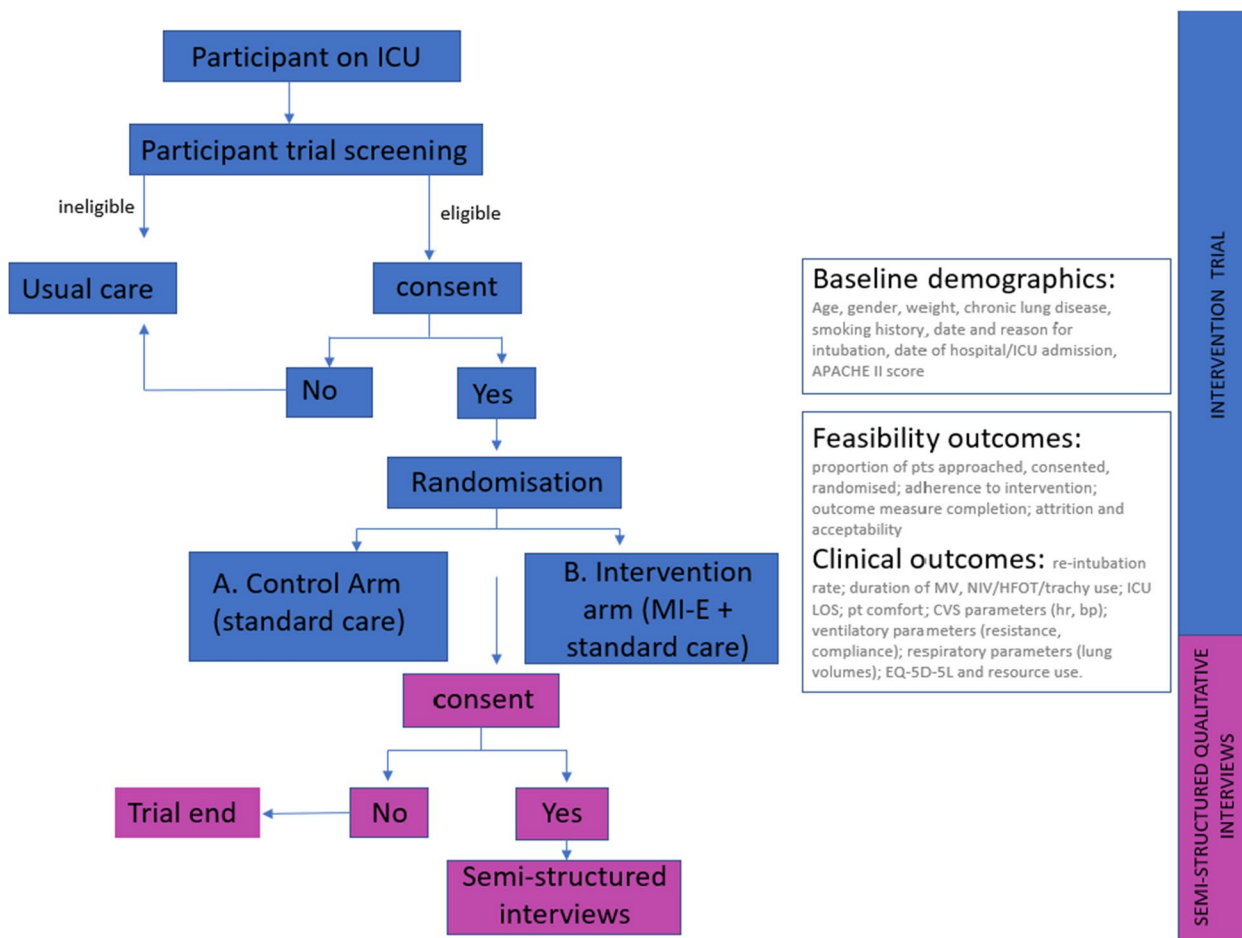 Participant on ICU
Participant trial screening
ineligible
eligible
Usual care
consent
No
Yes
Randomisation
A. Control Arm
(standard care)
B. Intervention
arm (MI-E +
standard care)
consent
Trial end
No
Yes
Semi-structured
interviews
Baseline demographics:
Age, gender, weight, chronic lung disease,
smoking history, date and reason for
intubation, date of hospital/ICU admission,
APACHE II score
Feasibility outcomes:
proportion of pts approached, consented,
randomised; adherence to intervention;
outcome measure completion; attrition and
acceptability
Clinical outcomes: re-intubation
rate; duration of MV, NIV/HFOT/trachy use; ICU
LOS; pt comfort; CVS parameters (hr, bp);
ventilatory parameters (resistance,
compliance); respiratory parameters (lung
volumes); EQ-5D-5L and resource use.
INTERVENTION TRIAL
SEMI-STRUCTURED QUALITATIVE
INTERVIEWS